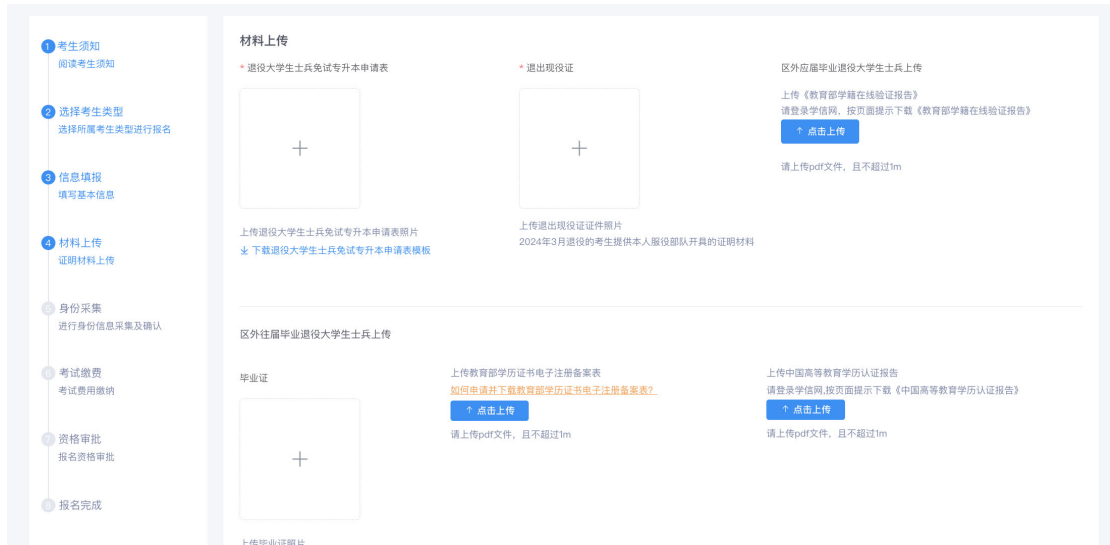 1 考生须知
阅读考生须知
2 选择考生类型
选择所属考生类型进行报名
3 信息填报
填写基本信息
4 材料上传
证明材料上传
5 身份采集
进行身份信息采集及确认
6 考试缴费
考试费用缴纳
7 资格审批
报名资格审批
8 报名完成
材料上传
* 退役大学生士兵免试专升本申请表
上传退役大学生士兵免试专升本申请表照片
下载退役大学生士兵免试专升本申请表模板
* 退出现役证
上传退出现役证证件照片
2024年3月退役的考生提供本人服役部队开具的证明材料
区外应届毕业退役大学生士兵上传
上传《教育部学籍在线验证报告》
请登录学信网，按页面提示下载《教育部学籍在线验证报告》
点击上传
请上传pdf文件，且不超过1m
区外往届毕业退役大学生士兵上传
毕业证
上传毕业证照片
上传教育部学历证书电子注册备案表
如何申请并下载教育部学历证书电子注册备案表?
点击上传
请上传pdf文件，且不超过1m
上传中国高等教育学历认证报告
请登录学信网,按页面提示下载《中国高等教育学历认证报告》
点击上传
请上传pdf文件，且不超过1m